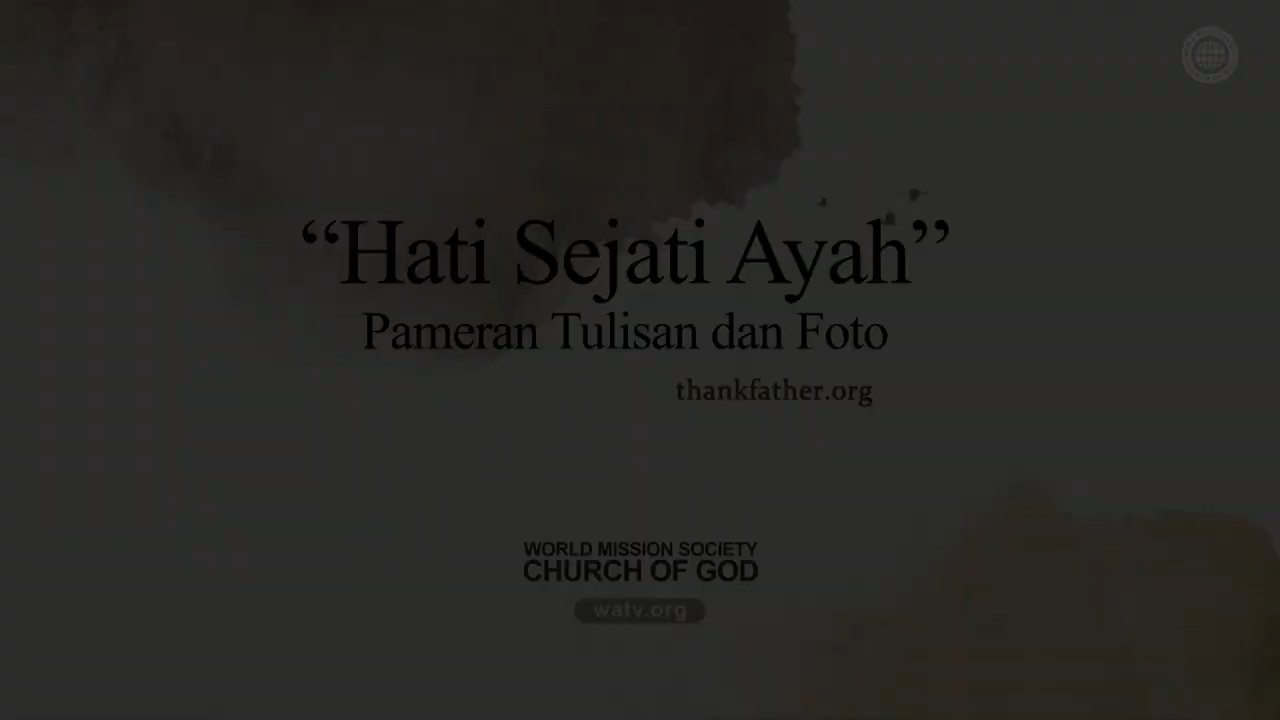 “Hati Sejati Ayah”
Pameran Tulisan dan Foto
thankfather.org
WORLD MISSION SOCIETY
CHURCH OF GOD
watv.org